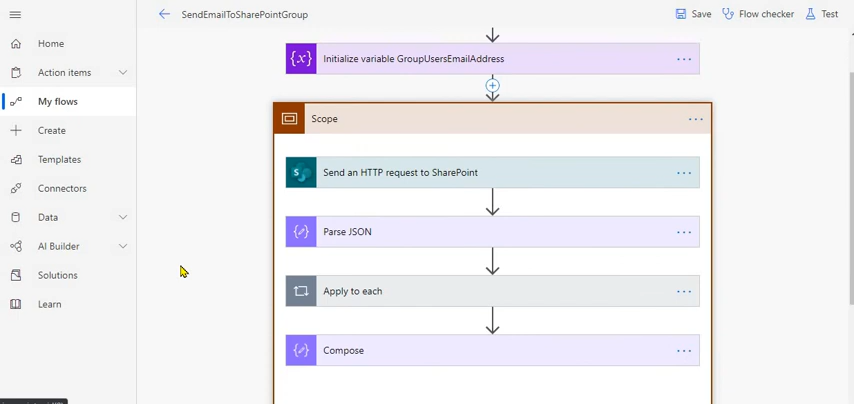 SendEmailToSharePointGroup
Save
Flow checker
Test
Home
Action items
My flows
Create
Templates
Connectors
Data
AI Builder
Solutions
Learn
{x} Initialize variable GroupUsersEmailAddress
Scope
S Send an HTTP request to SharePoint
Parse JSON
Apply to each
Compose